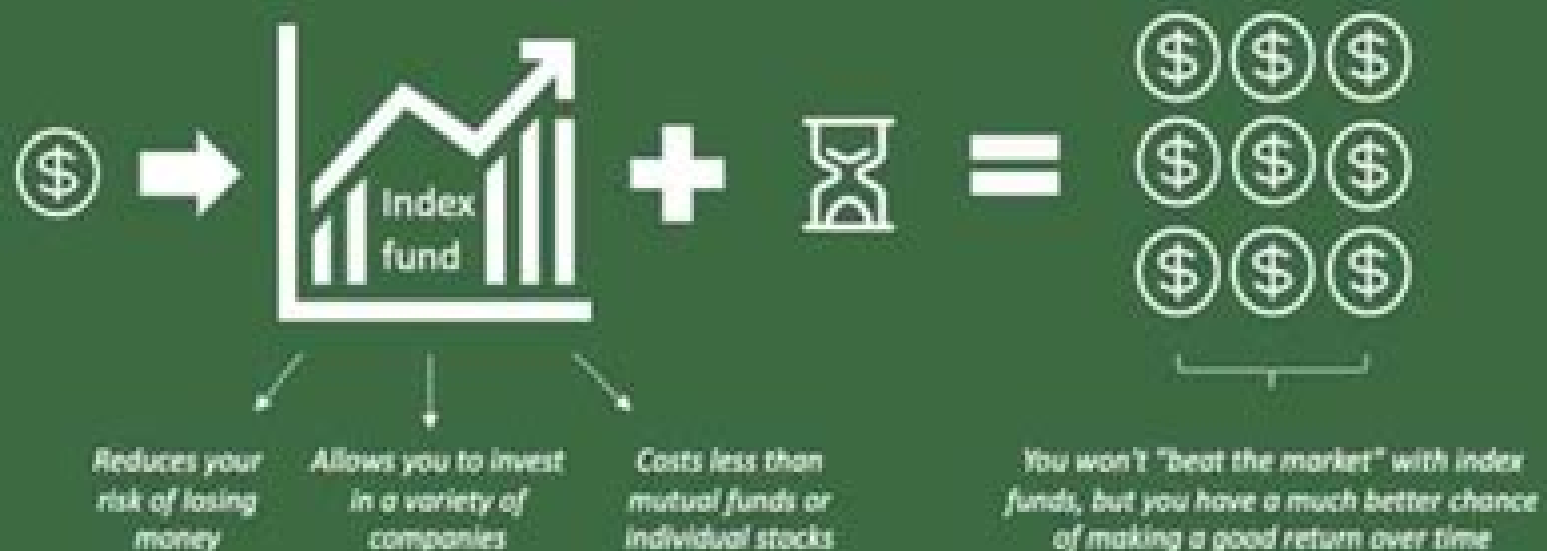 Index
fund
Reduces your
risk of losing
money
Allows you to invest
in a variety of
companies
Costs less than
mutual funds or
individual stocks
You won't "beat the market" with index
funds, but you have a much better chance
of making a good return over time